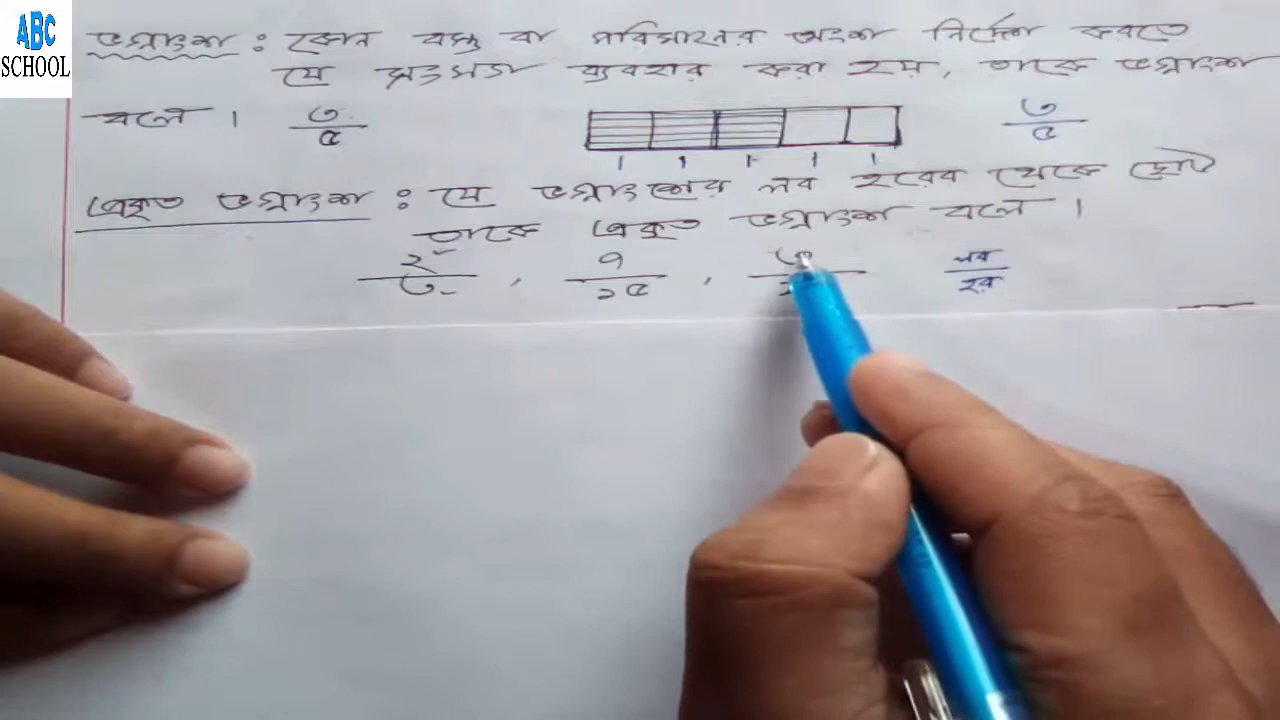 ABC
SCHOOL
ভগ্নাংশ : কোন বস্তু বা পরিমাণের অংশ নির্দেশ করতে
যে সংখ্যা ব্যবহার করা হয়, তাকে ভগ্নাংশ
বলে । ৩/৫ ৩/৫
প্রকৃত ভগ্নাংশ : যে ভগ্নাংশের লব হরের থেকে ছোট
তাকে প্রকৃত ভগ্নাংশ বলে ।
২/৩ , ৭/১৫ , লব/হর